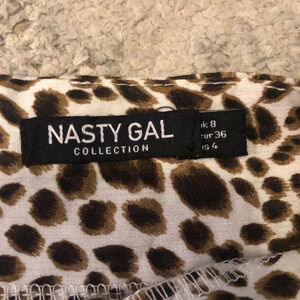 NASTY GAL
COLLECTION
uk 8
eur 36
us 4